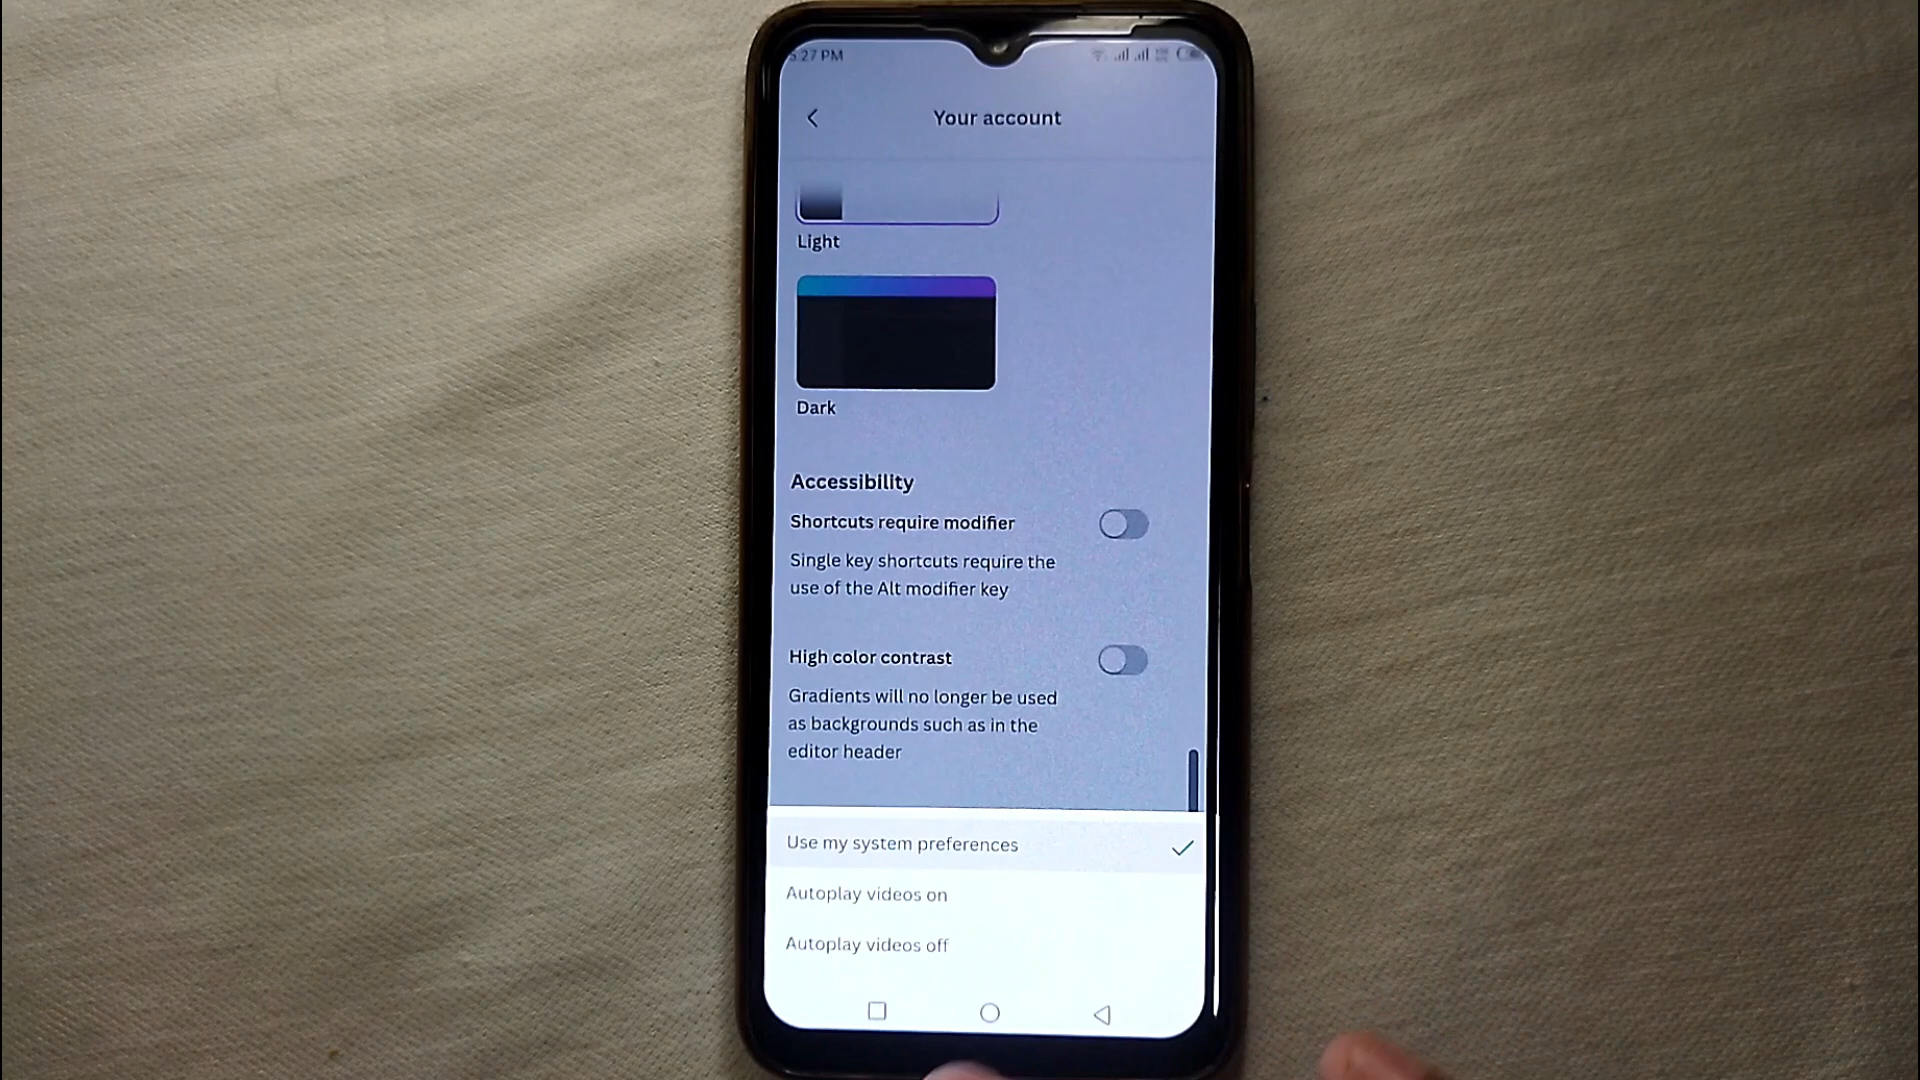 :27 PM
Your account
Light
Dark
Accessibility
Shortcuts require modifier
Single key shortcuts require the
use of the Alt modifier key
High color contrast
Gradients will no longer be used
as backgrounds such as in the
editor header
Use my system preferences
Autoplay videos on
Autoplay videos off